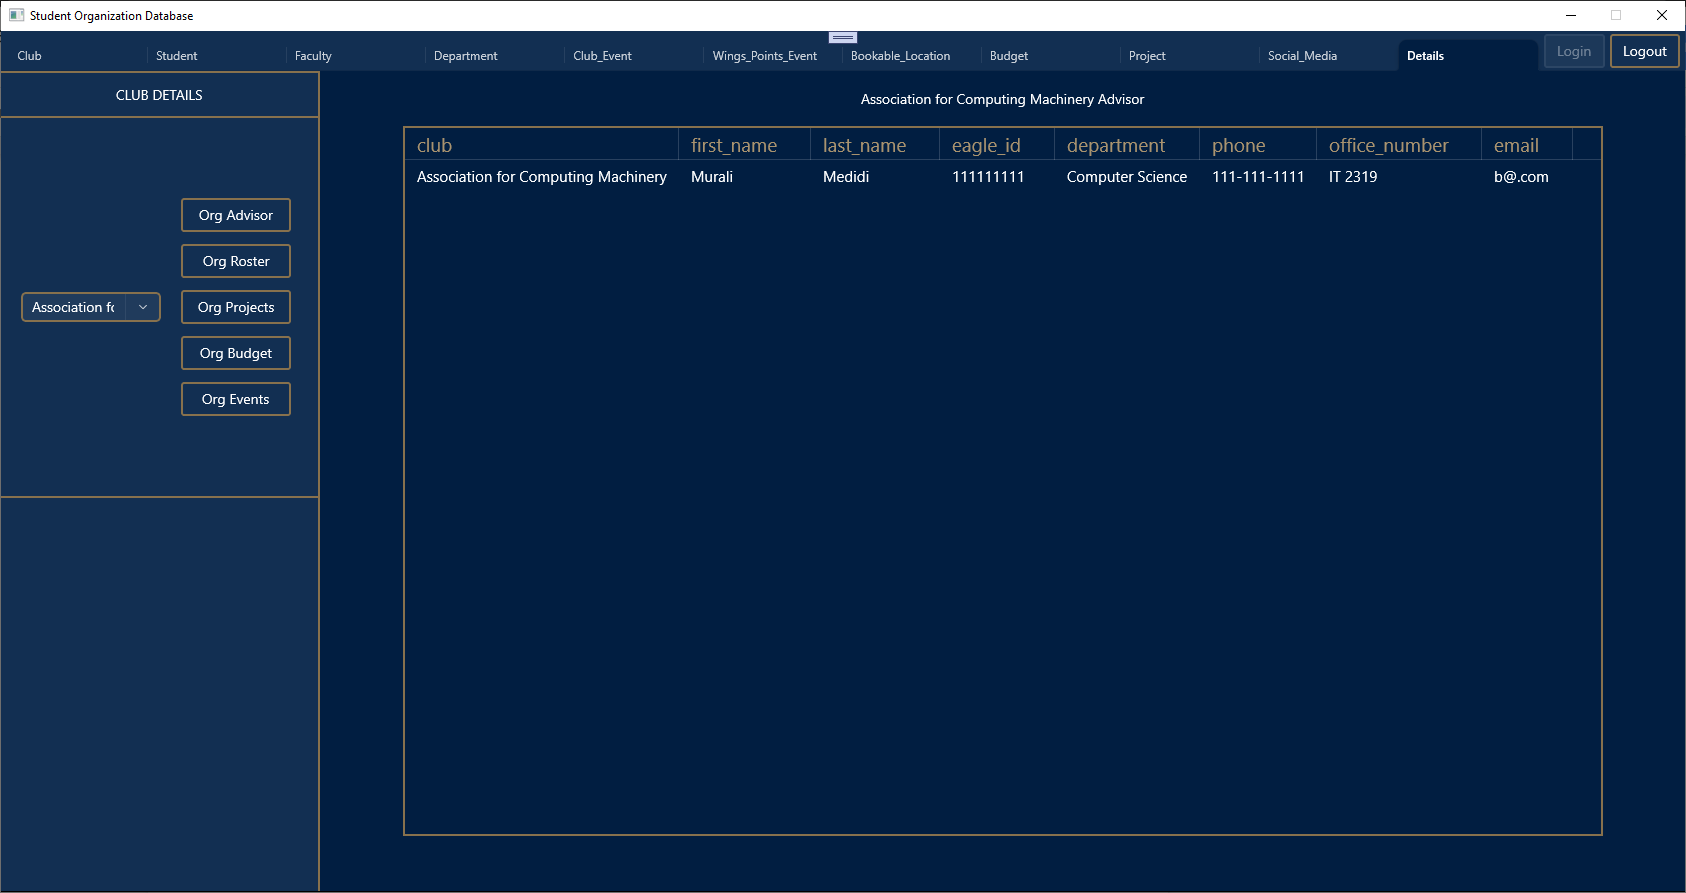 Student Organization Database
Club Student Faculty Department Club_Event Wings_Points_Event Bookable_Location Budget Project Social_Media Details Login Logout
CLUB DETAILS
Association fo
Org Advisor
Org Roster
Org Projects
Org Budget
Org Events
Association for Computing Machinery Advisor
club first_name last_name eagle_id department phone office_number email
Association for Computing Machinery Murali Medidi 111111111 Computer Science 111-111-1111 IT 2319 b@.com